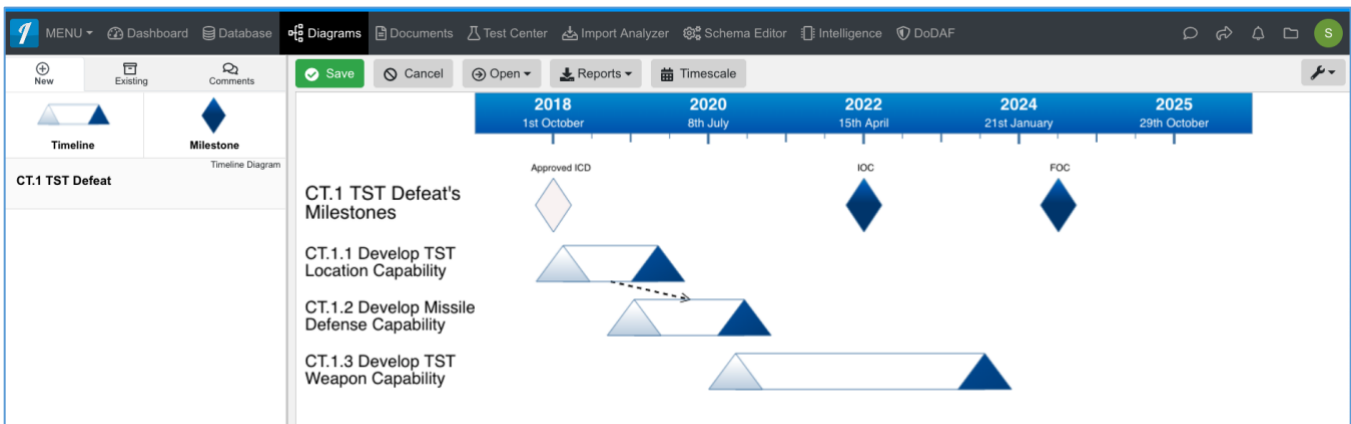 MENU Dashboard Database Diagrams Documents Test Center Import Analyzer Schema Editor Intelligence DoDAF S
New Existing Comments
Save Cancel Open Reports Timescale
Timeline Milestone
Timeline Diagram
CT.1 TST Defeat
2018 2020 2022 2024 2025
1st October 8th July 15th April 21st January 29th October
Approved ICD IOC FOC
CT.1 TST Defeat's
Milestones
CT.1.1 Develop TST
Location Capability
CT.1.2 Develop Missile
Defense Capability
CT.1.3 Develop TST
Weapon Capability